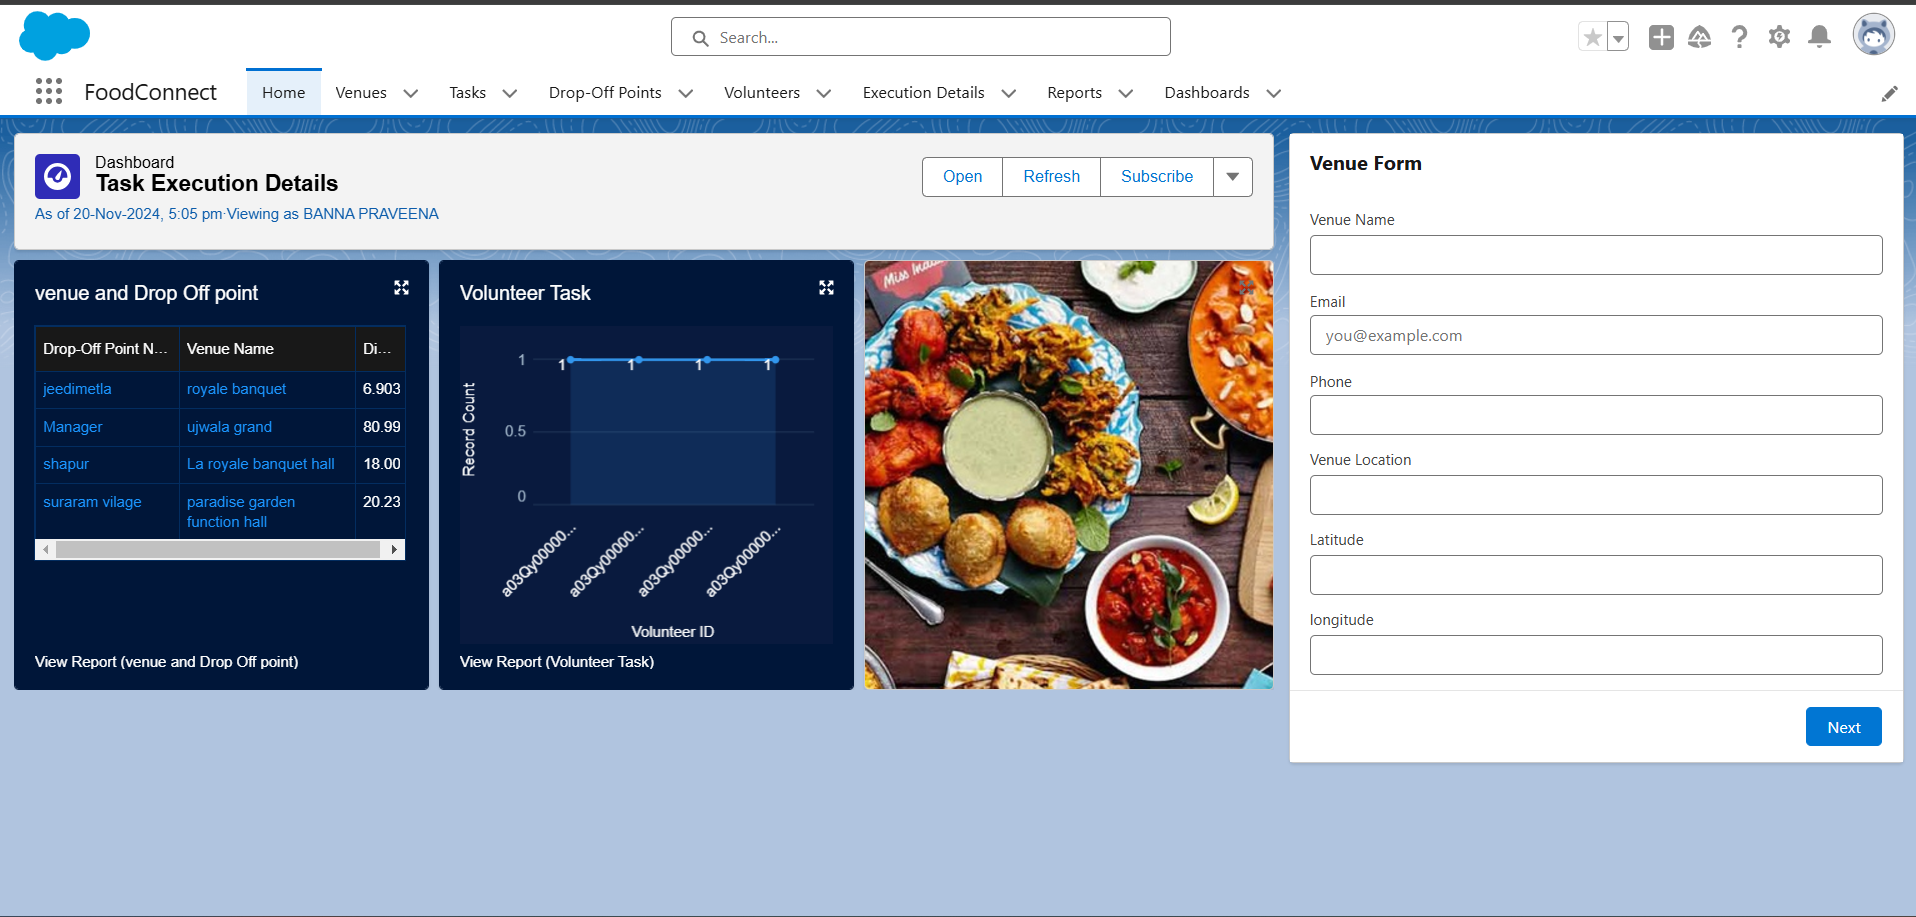 Search...
FoodConnect
Home
Venues
Tasks
Drop-Off Points
Volunteers
Execution Details
Reports
Dashboards
Dashboard
Task Execution Details
As of 20-Nov-2024, 5:05 pm·Viewing as BANNA PRAVEENA
Open
Refresh
Subscribe
venue and Drop Off point
Drop-Off Point N... Venue Name Di...
jeedimetla royale banquet 6.903
Manager ujwala grand 80.99
shapur La royale banquet hall 18.00
suraram vilage paradise garden 20.23
function hall
View Report (venue and Drop Off point)
Volunteer Task
Record Count
1
0.5
0
1 1 1 1
a03Qy00000... a03Qy00000... a03Qy00000... a03Qy00000...
Volunteer ID
View Report (Volunteer Task)
Miss India
Venue Form
Venue Name
Email
you@example.com
Phone
Venue Location
Latitude
longitude
Next